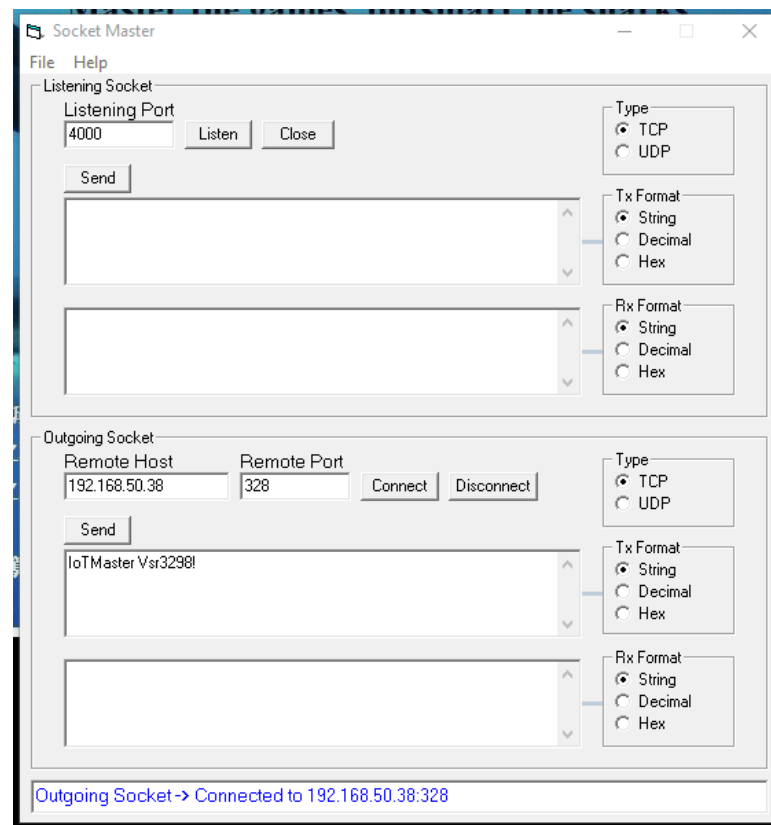 Socket Master
File Help
Listening Socket
Listening Port
4000 Listen Close
Type
TCP
UDP
Send
Tx Format
String
Decimal
Hex
Rx Format
String
Decimal
Hex
Outgoing Socket
Remote Host Remote Port
192.168.50.38 328 Connect Disconnect
Type
TCP
UDP
Send
IoTMaster Vsr3298!
Tx Format
String
Decimal
Hex
Rx Format
String
Decimal
Hex
Outgoing Socket -> Connected to 192.168.50.38:328